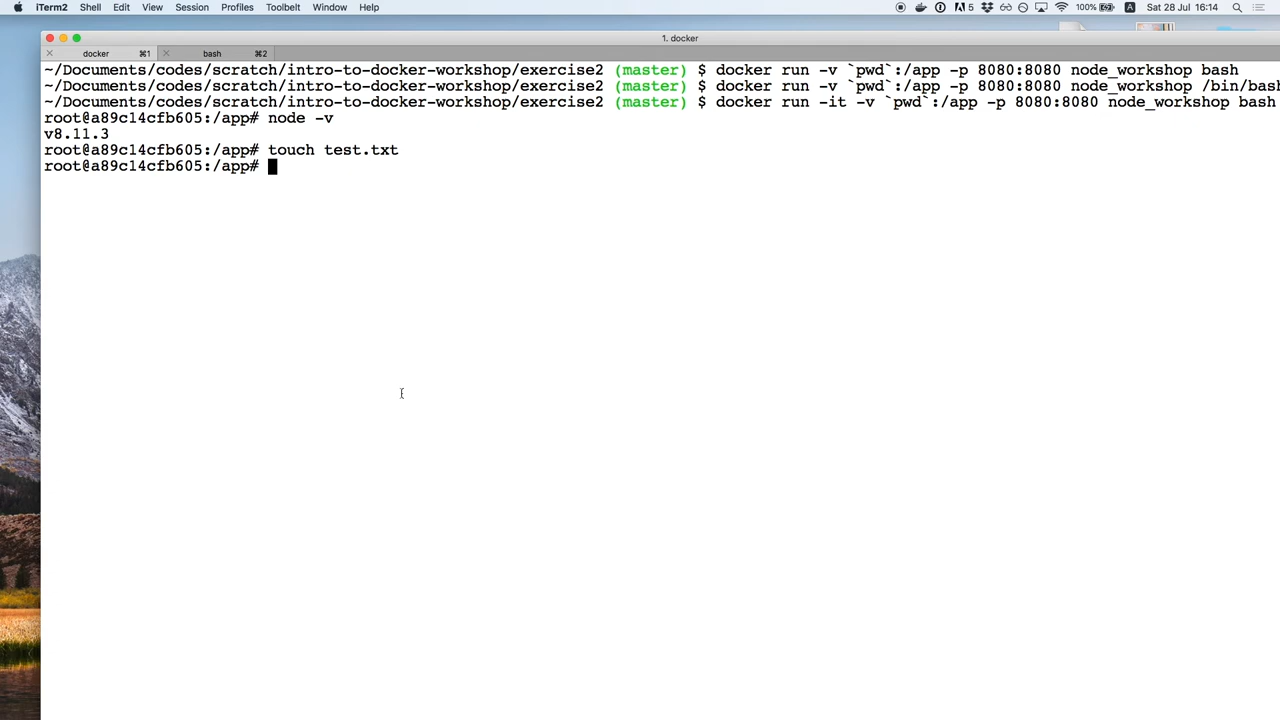 iTerm2 Shell Edit View Session Profiles Toolbelt Window Help 5 100% Sat 28 Jul 16:14
1. docker
docker ⌘1 bash ⌘2
~/Documents/codes/scratch/intro-to-docker-workshop/exercise2 (master) $ docker run -v `pwd`:/app -p 8080:8080 node_workshop bash
~/Documents/codes/scratch/intro-to-docker-workshop/exercise2 (master) $ docker run -v `pwd`:/app -p 8080:8080 node_workshop /bin/bash
~/Documents/codes/scratch/intro-to-docker-workshop/exercise2 (master) $ docker run -it -v `pwd`:/app -p 8080:8080 node_workshop bash
root@a89c14cfb605:/app# node -v
v8.11.3
root@a89c14cfb605:/app# touch test.txt
root@a89c14cfb605:/app#